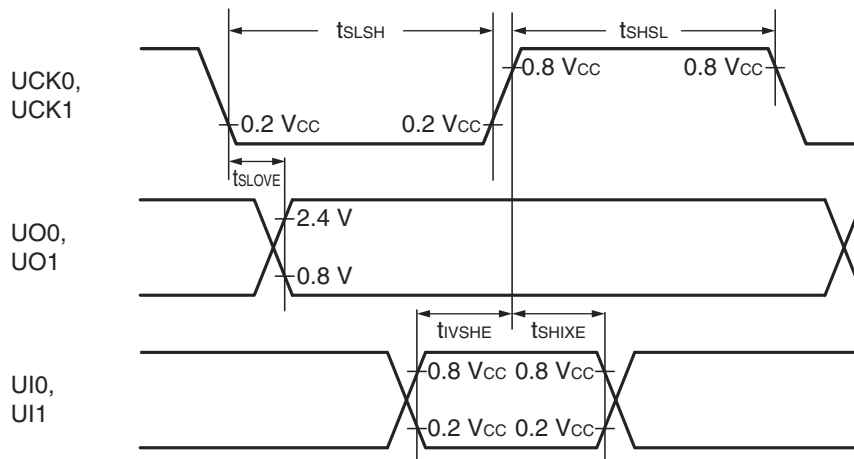 tSLSH tSHSL
UCK0,
UCK1
0.8 VCC 0.8 VCC
0.2 VCC 0.2 VCC
tSLOVE
UO0,
UO1
2.4 V
0.8 V
tIVSHE tSHIXE
UI0,
UI1
0.8 VCC 0.8 VCC
0.2 VCC 0.2 VCC